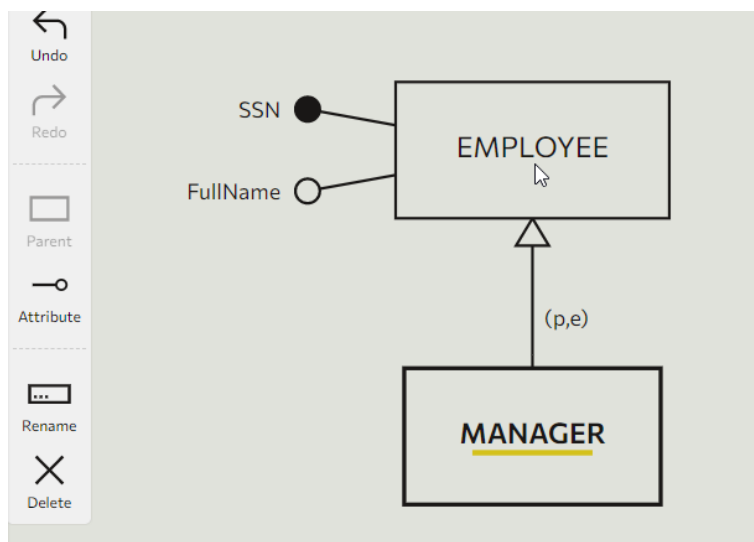 Undo
Redo
Parent
Attribute
Rename
Delete
SSN
FullName
EMPLOYEE
(p,e)
MANAGER